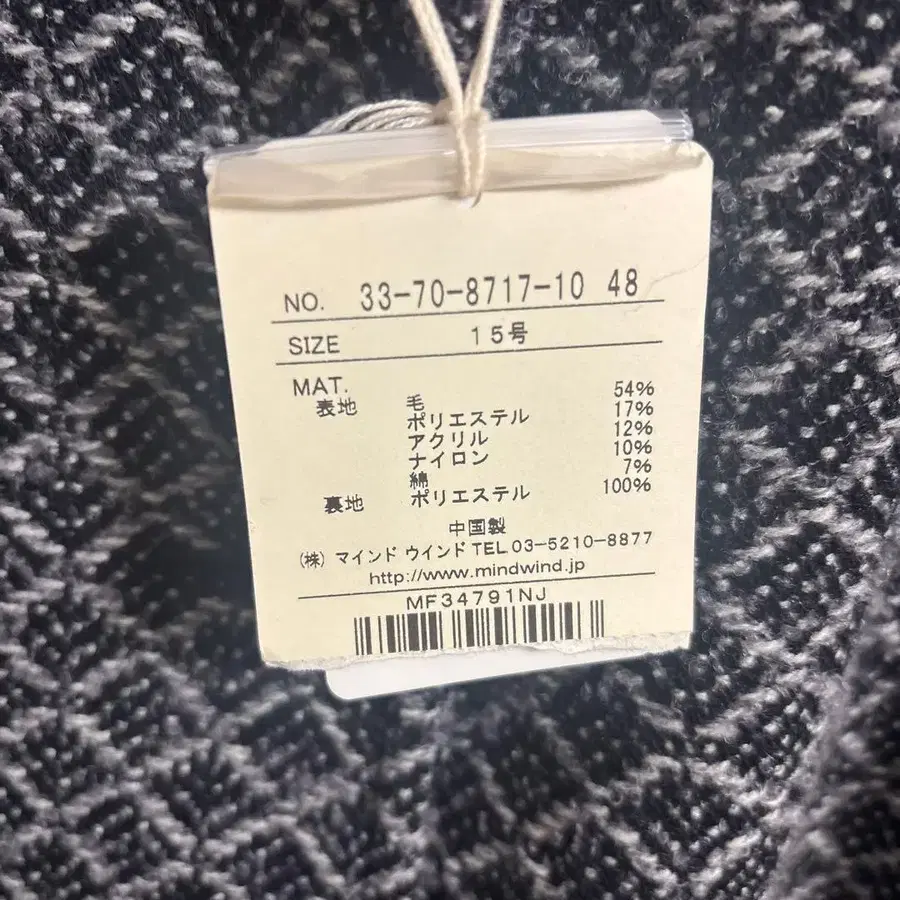 NO. 33-70-8717-10 48
SIZE 15号
MAT.
表地 毛 54%
ポリエステル 17%
アクリル 12%
ナイロン 10%
綿 7%
裏地 ポリエステル 100%
中国製
(株) マインド ウインド TEL 03-5210-8877
http://www.mindwind.jp
MF34791NJ